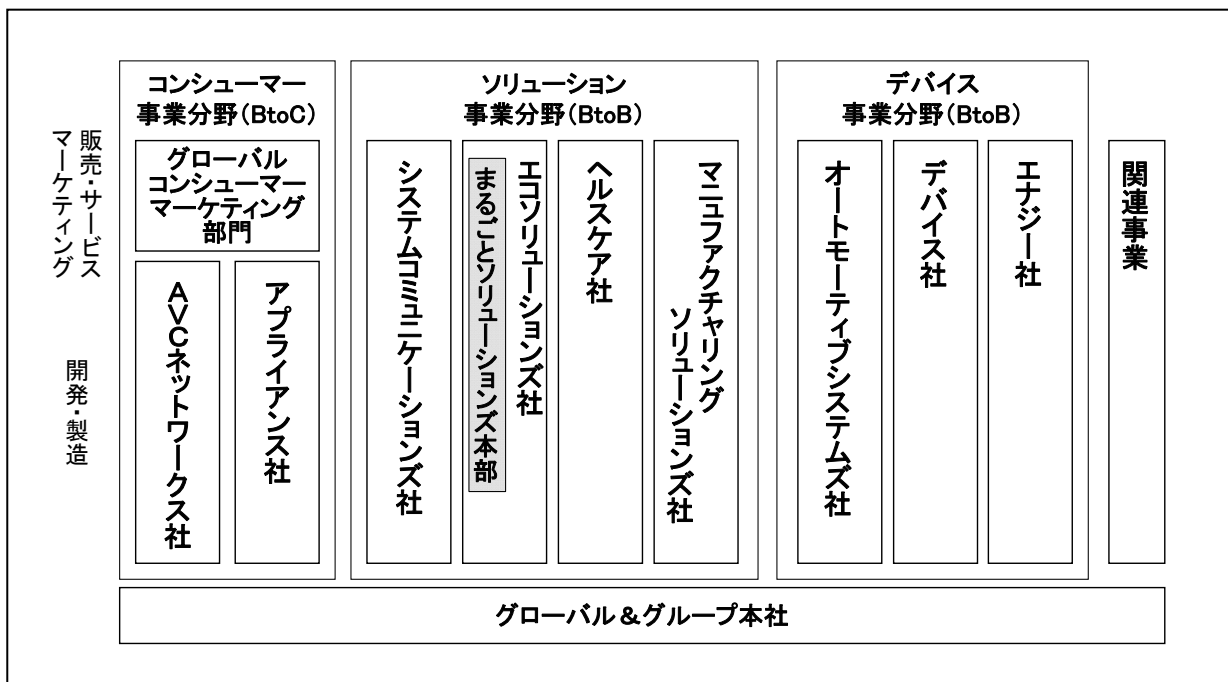 コンシューマー
事業分野(BtoC)
ソリューション
事業分野(BtoB)
デバイス
事業分野(BtoB)
販売・サービス
マーケティング
開発・製造
グローバル
コンシューマー
マーケティング
部門
AVCネットワークス社
アプライアンス社
システムコミュニケーションズ社
エコソリューションズ社
まるごとソリューションズ本部
ヘルスケア社
マニュファクチャリング
ソリューションズ社
オートモーティブシステムズ社
デバイス社
エナジー社
関連事業
グローバル&グループ本社